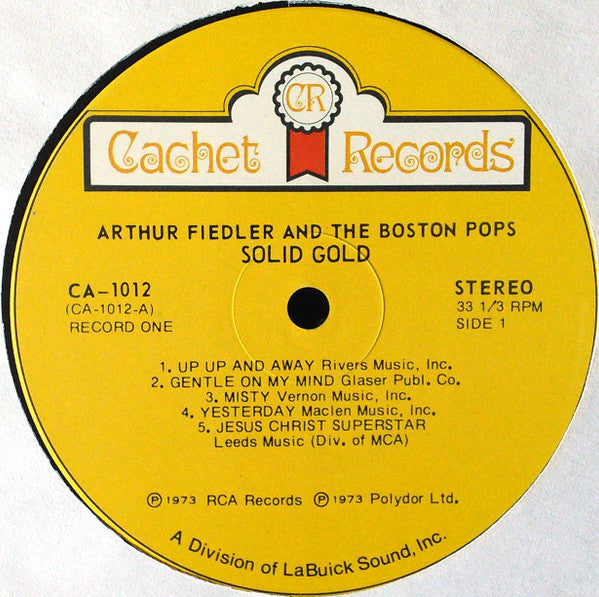 CR
Cachet Records
ARTHUR FIEDLER AND THE BOSTON POPS
SOLID GOLD
CA-1012
(CA-1012-A)
RECORD ONE
STEREO
33 1/3 RPM
SIDE 1
1. UP UP AND AWAY Rivers Music, Inc.
2. GENTLE ON MY MIND Glaser Publ. Co.
3. MISTY Vernon Music, Inc.
4. YESTERDAY Maclen Music, Inc.
5. JESUS CHRIST SUPERSTAR
Leeds Music (Div. of MCA)
℗ 1973 RCA Records ℗ 1973 Polydor Ltd.
A Division of LaBuick Sound, Inc.